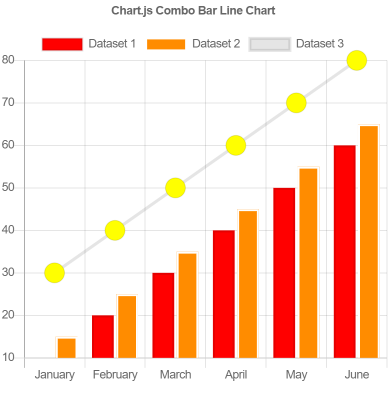 Chart.js Combo Bar Line Chart
Dataset 1 Dataset 2 Dataset 3
80
70
60
50
40
30
20
10
January February March April May June